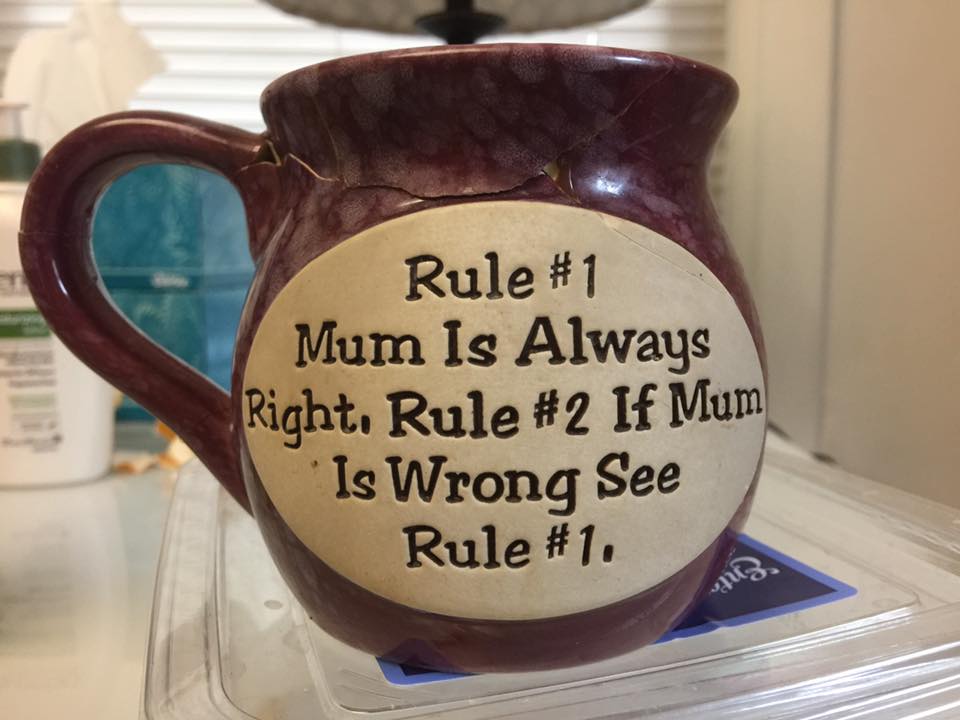 Rule #1
Mum Is Always
Right. Rule #2 If Mum
Is Wrong See
Rule #1.